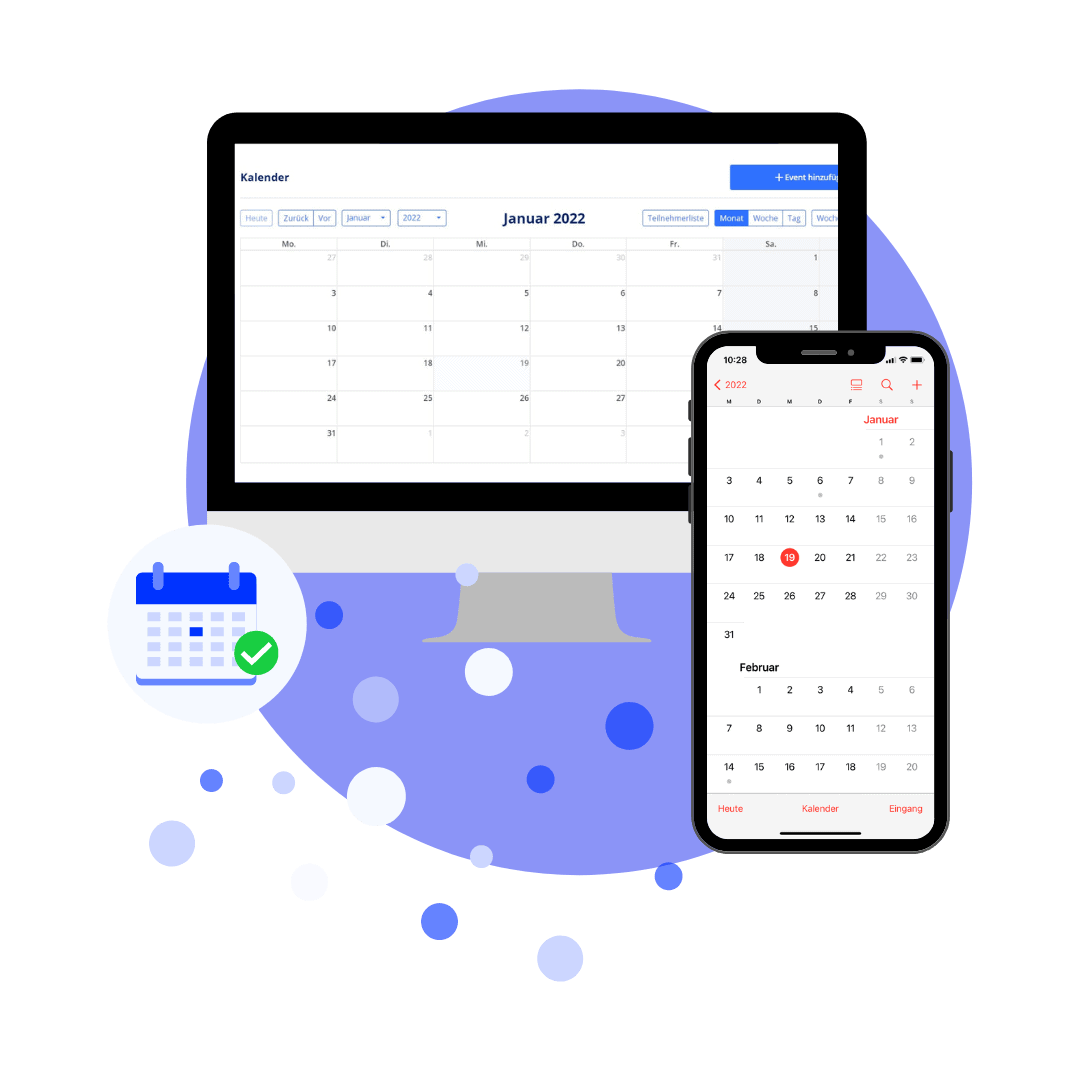 Kalender
+ Event hinzufüg
Heute Zurück Vor Januar 2022 Januar 2022 Teilnehmerliste Monat Woche Tag Woch
Mo. Di. Mi. Do. Fr. Sa.
27 28 29 30 31 1
3 4 5 6 7 8
10 11 12 13 14 15
17 18 19 20
24 25 26 27
31 1 2 3
10:28
2022
M D M D F S S
Januar
1 2
3 4 5 6 7 8 9
10 11 12 13 14 15 16
17 18 19 20 21 22 23
24 25 26 27 28 29 30
31
Februar
1 2 3 4 5 6
7 8 9 10 11 12 13
14 15 16 17 18 19 20
Heute Kalender Eingang